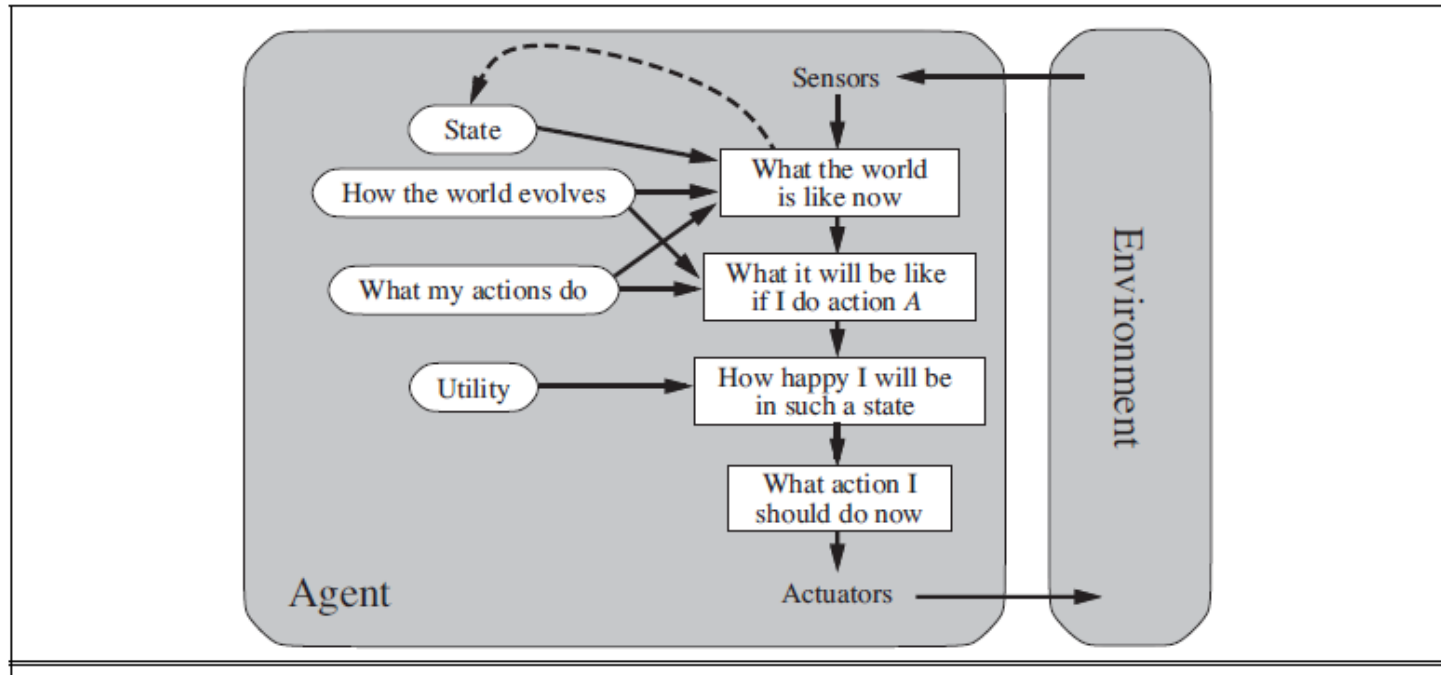 Sensors
State
What the world
is like now
How the world evolves
What it will be like
if I do action A
What my actions do
How happy I will be
in such a state
Utility
What action I
should do now
Agent
Actuators
Environment